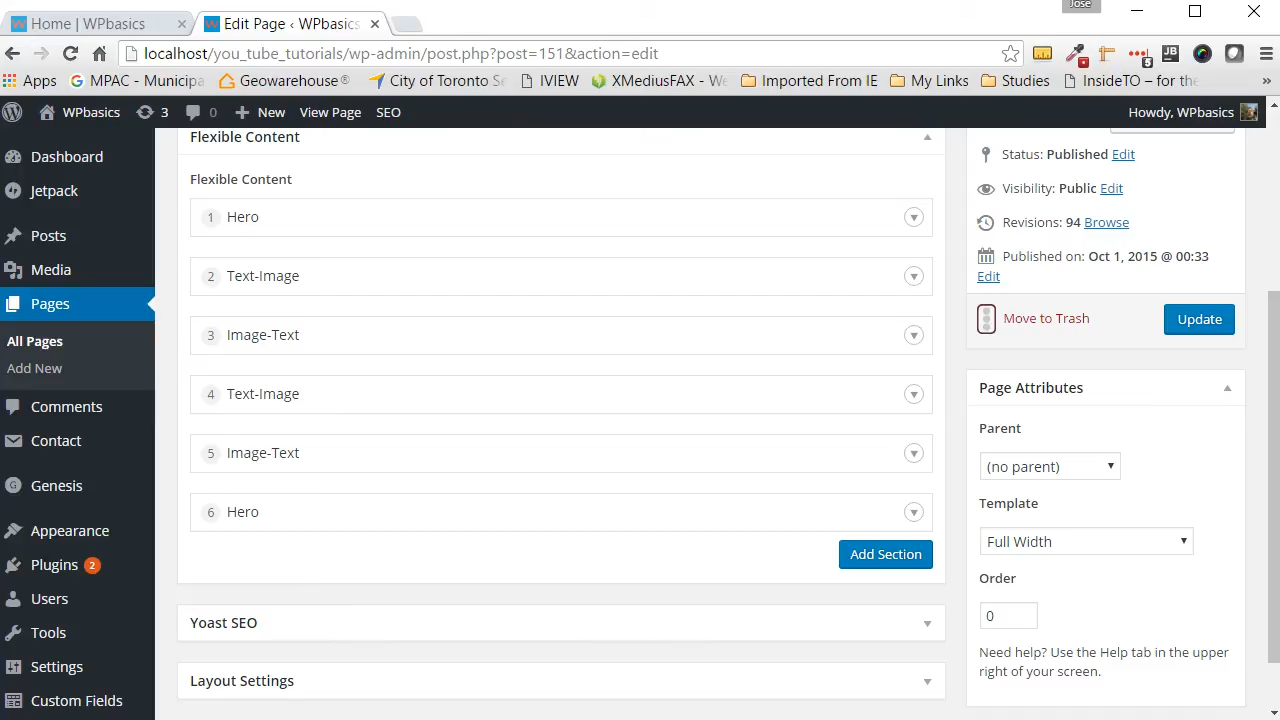 Jose
Home | WPbasics
Edit Page ‹ WPbasics
localhost/you_tube_tutorials/wp-admin/post.php?post=151&action=edit
Apps
MPAC - Municipa
Geowarehouse®
City of Toronto Se
IVIEW
XMediusFAX - We
Imported From IE
My Links
Studies
InsideTO – for the
»
WPbasics
3
0
New
View Page
SEO
Howdy, WPbasics
Dashboard
Jetpack
Posts
Media
Pages
All Pages
Add New
Comments
Contact
Genesis
Appearance
Plugins 2
Users
Tools
Settings
Custom Fields
Flexible Content
Flexible Content
1 Hero
2 Text-Image
3 Image-Text
4 Text-Image
5 Image-Text
6 Hero
Add Section
Yoast SEO
Layout Settings
Status: Published Edit
Visibility: Public Edit
Revisions: 94 Browse
Published on: Oct 1, 2015 @ 00:33
Edit
Move to Trash
Update
Page Attributes
Parent
(no parent)
Template
Full Width
Order
0
Need help? Use the Help tab in the upper
right of your screen.